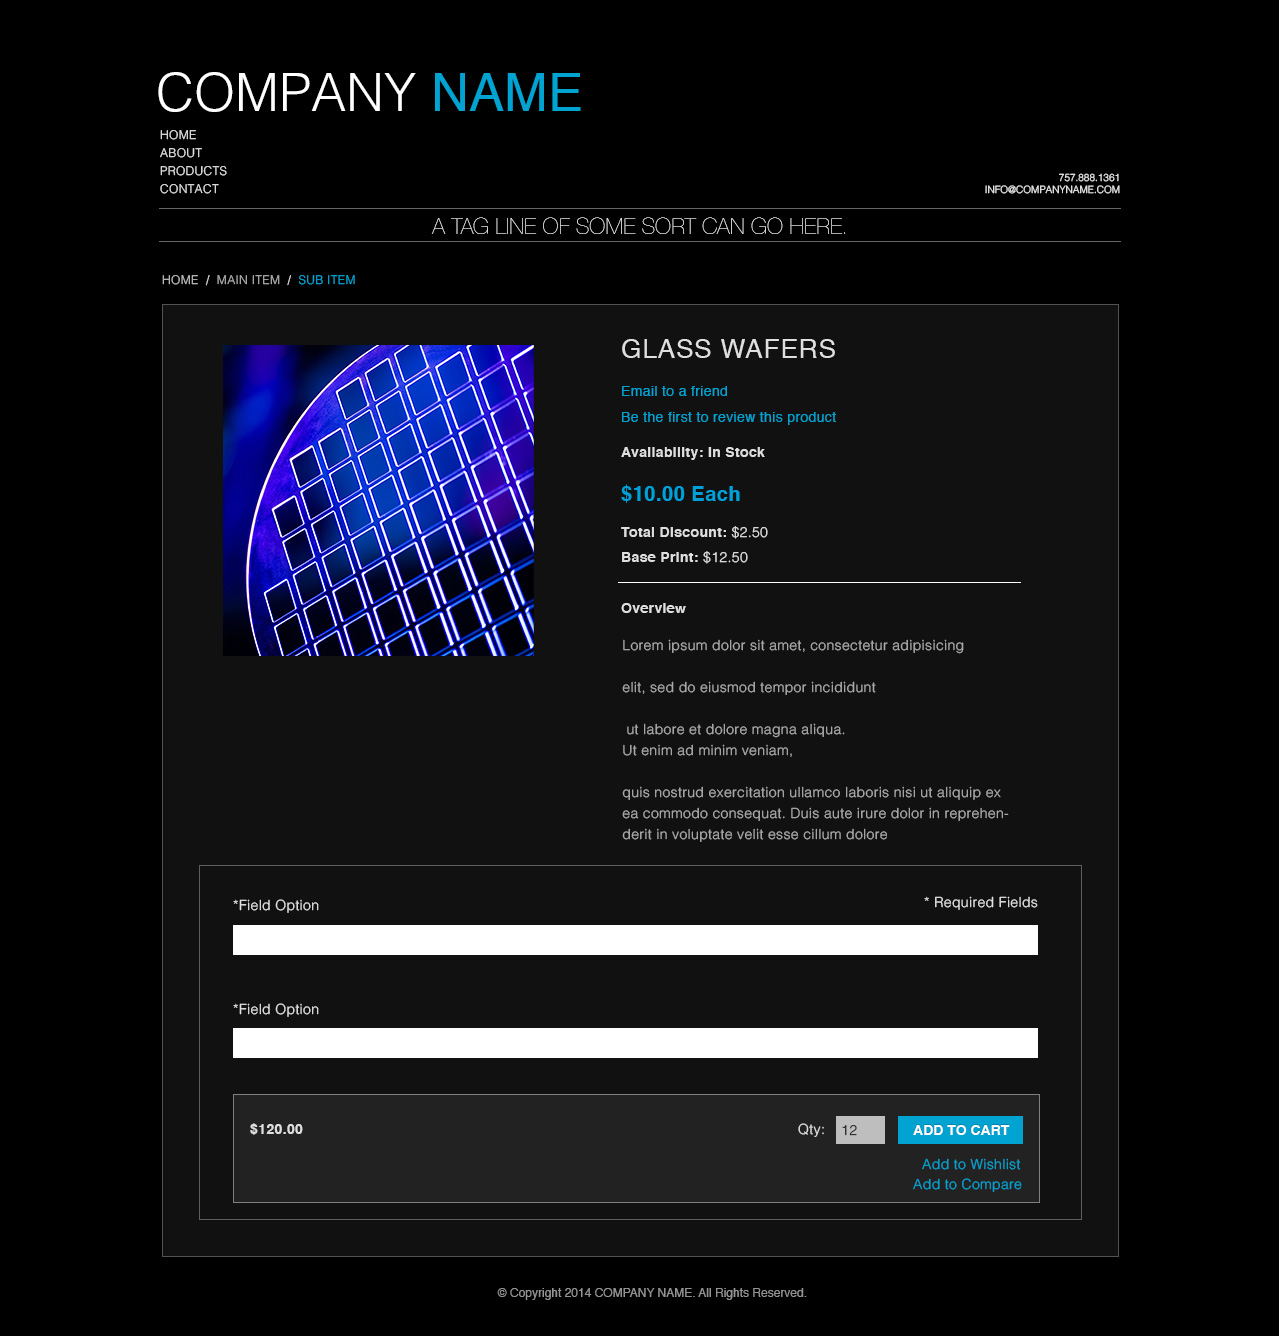 COMPANY NAME
HOME
ABOUT
PRODUCTS
CONTACT
757.888.1361
INFO@COMPANYNAME.COM
A TAG LINE OF SOME SORT CAN GO HERE.
HOME / MAIN ITEM / SUB ITEM
GLASS WAFERS
Email to a friend
Be the first to review this product
Availability: In Stock
$10.00 Each
Total Discount: $2.50
Base Print: $12.50
Overview
Lorem ipsum dolor sit amet, consectetur adipisicing
elit, sed do eiusmod tempor incididunt
ut labore et dolore magna aliqua.
Ut enim ad minim veniam,
quis nostrud exercitation ullamco laboris nisi ut aliquip ex
ea commodo consequat. Duis aute irure dolor in reprehen-
derit in voluptate velit esse cillum dolore
*Field Option
* Required Fields
*Field Option
$120.00
Qty: 12 ADD TO CART
Add to Wishlist
Add to Compare
© Copyright 2014 COMPANY NAME. All Rights Reserved.